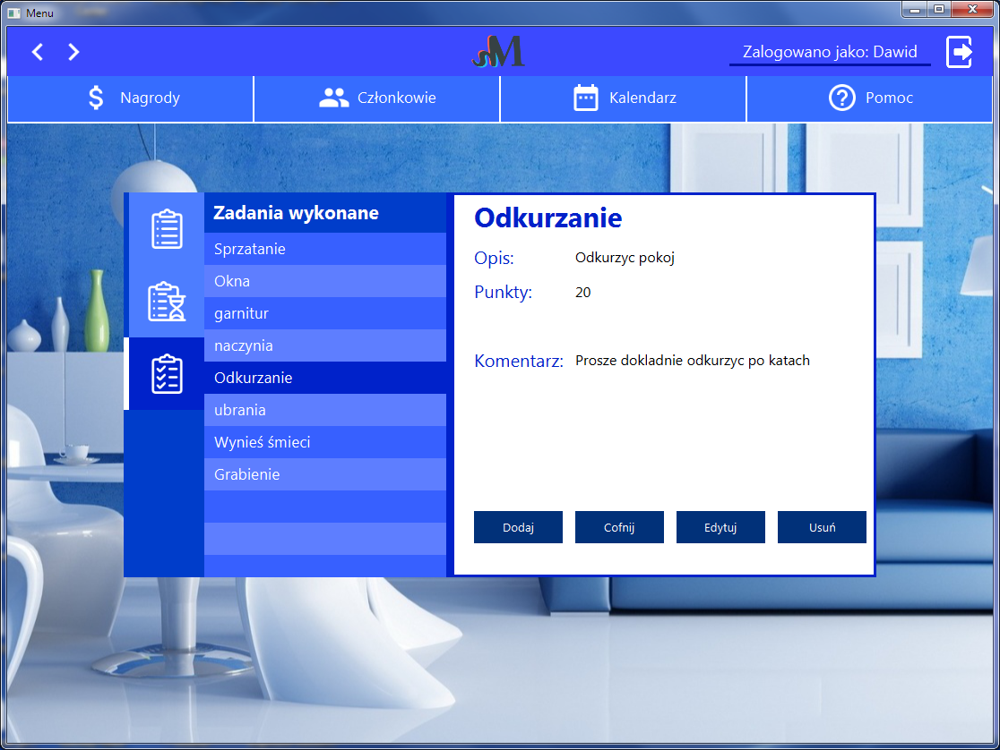 Menu
M
Zalogowano jako: Dawid
Nagrody
Członkowie
Kalendarz
Pomoc
Zadania wykonane
Sprzatanie
Okna
garnitur
naczynia
Odkurzanie
ubrania
Wynieś śmieci
Grabienie
Odkurzanie
Opis: Odkurzyc pokoj
Punkty: 20
Komentarz: Prosze dokladnie odkurzyc po katach
Dodaj
Cofnij
Edytuj
Usuń